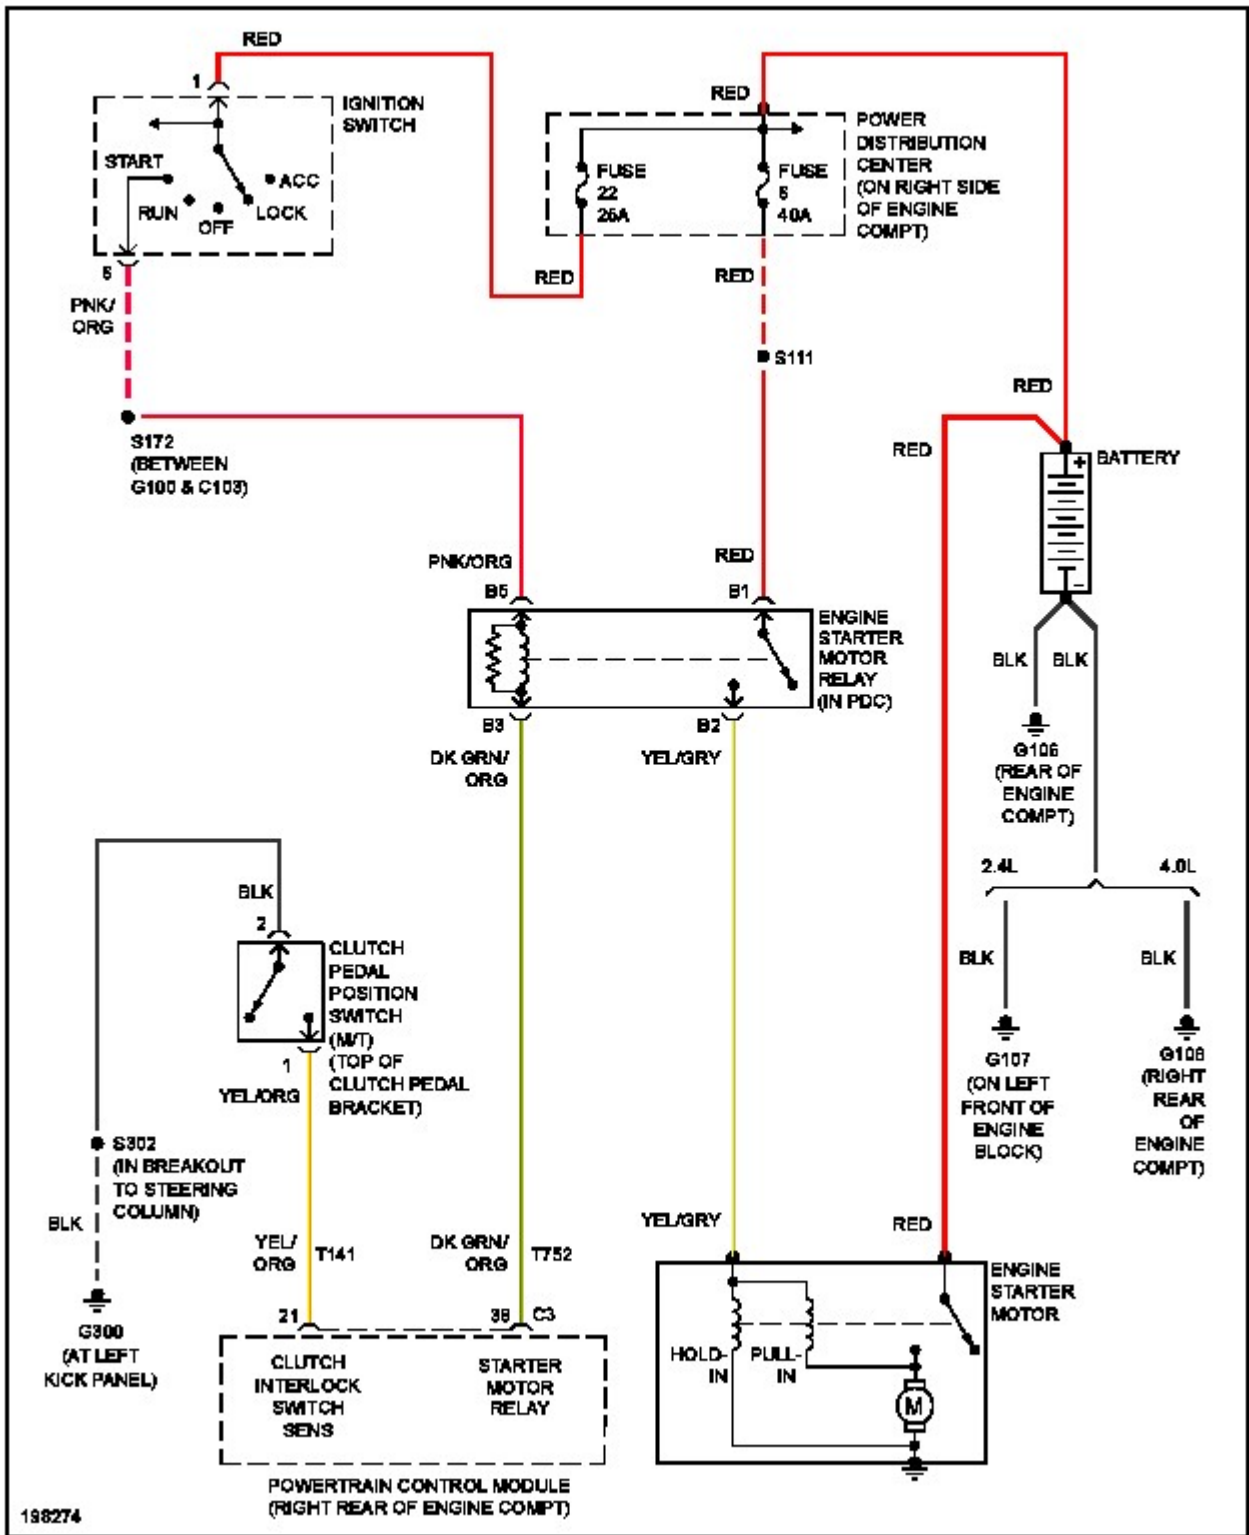 RED
1
IGNITION
SWITCH
START
ACC
RUN
OFF
LOCK
6
PNK/
ORG
S172
(BETWEEN
G100 & C103)
RED
POWER
DISTRIBUTION
CENTER
(ON RIGHT SIDE
OF ENGINE
COMPT)
FUSE
22
26A
FUSE
6
40A
RED
RED
S111
RED
RED
BATTERY
+
-
PNK/ORG
B5
RED
B1
ENGINE
STARTER
MOTOR
RELAY
(IN PDC)
B3
B2
DK GRN/
ORG
YEL/GRY
BLK
BLK
G106
(REAR OF
ENGINE
COMPT)
2.4L
4.0L
BLK
BLK
G107
(ON LEFT
FRONT OF
ENGINE
BLOCK)
G108
(RIGHT
REAR
OF
ENGINE
COMPT)
BLK
2
CLUTCH
PEDAL
POSITION
SWITCH
(M/T)
(TOP OF
CLUTCH PEDAL
BRACKET)
1
YEL/ORG
S302
(IN BREAKOUT
TO STEERING
COLUMN)
BLK
G300
(AT LEFT
KICK PANEL)
YEL/
ORG
T141
DK GRN/
ORG
T752
21
38
C3
CLUTCH
INTERLOCK
SWITCH
SENS
STARTER
MOTOR
RELAY
POWERTRAIN CONTROL MODULE
(RIGHT REAR OF ENGINE COMPT)
YEL/GRY
RED
ENGINE
STARTER
MOTOR
HOLD-
IN
PULL-
IN
M
198274